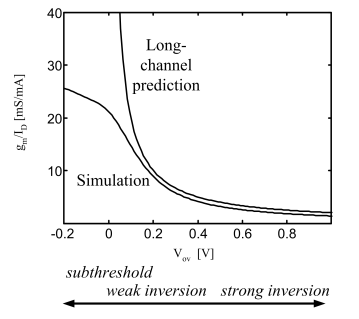 40
30
20
10
g_m/I_D [mS/mA]
Long-
channel
prediction
Simulation
-0.2 0 0.2 0.4 0.6 0.8
V_ov [V]
subthreshold
weak inversion strong inversion